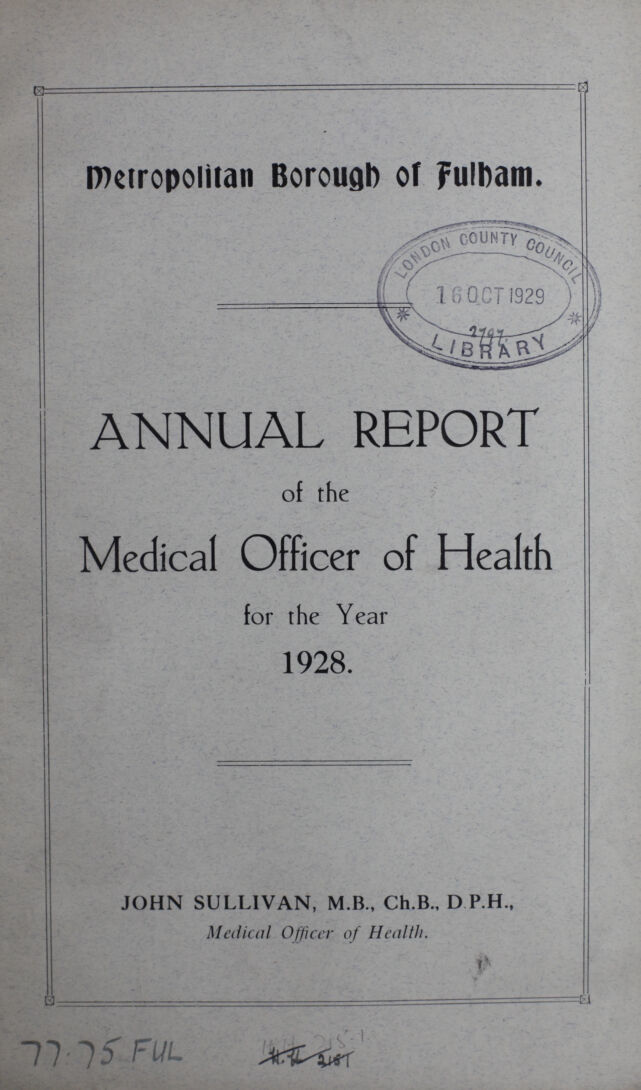 Metropolitan Borough of Fulham.
LONDON COUNTY COUNCIL
16 OCT 1929
LIBRARY
ANNUAL REPORT
of the
Medical Officer of Health
for the Year
1928.
JOHN SULLIVAN, M.B., Ch.B., D.P.H.,
Medical Officer of Health.
77.75 FUL